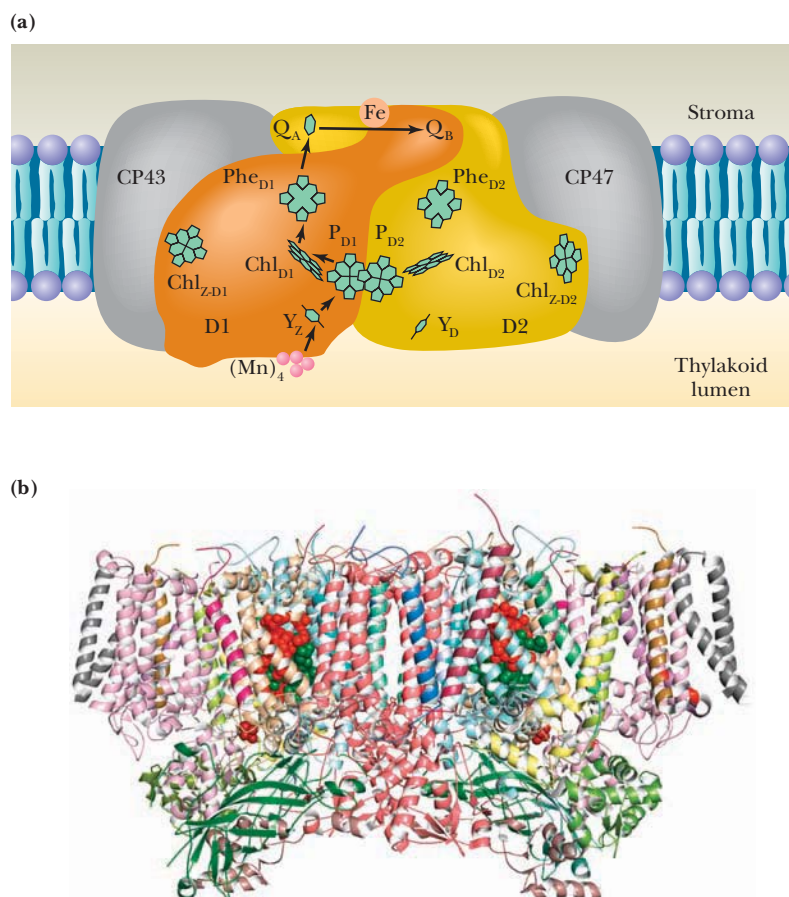 (a)
Stroma
Fe
Q_A
Q_B
CP43
Phe_D1
Phe_D2
CP47
P_D1
P_D2
Chl_D1
Chl_D2
Chl_Z-D1
Chl_Z-D2
D1
Y_Z
Y_D
D2
(Mn)_4
Thylakoid
lumen
(b)